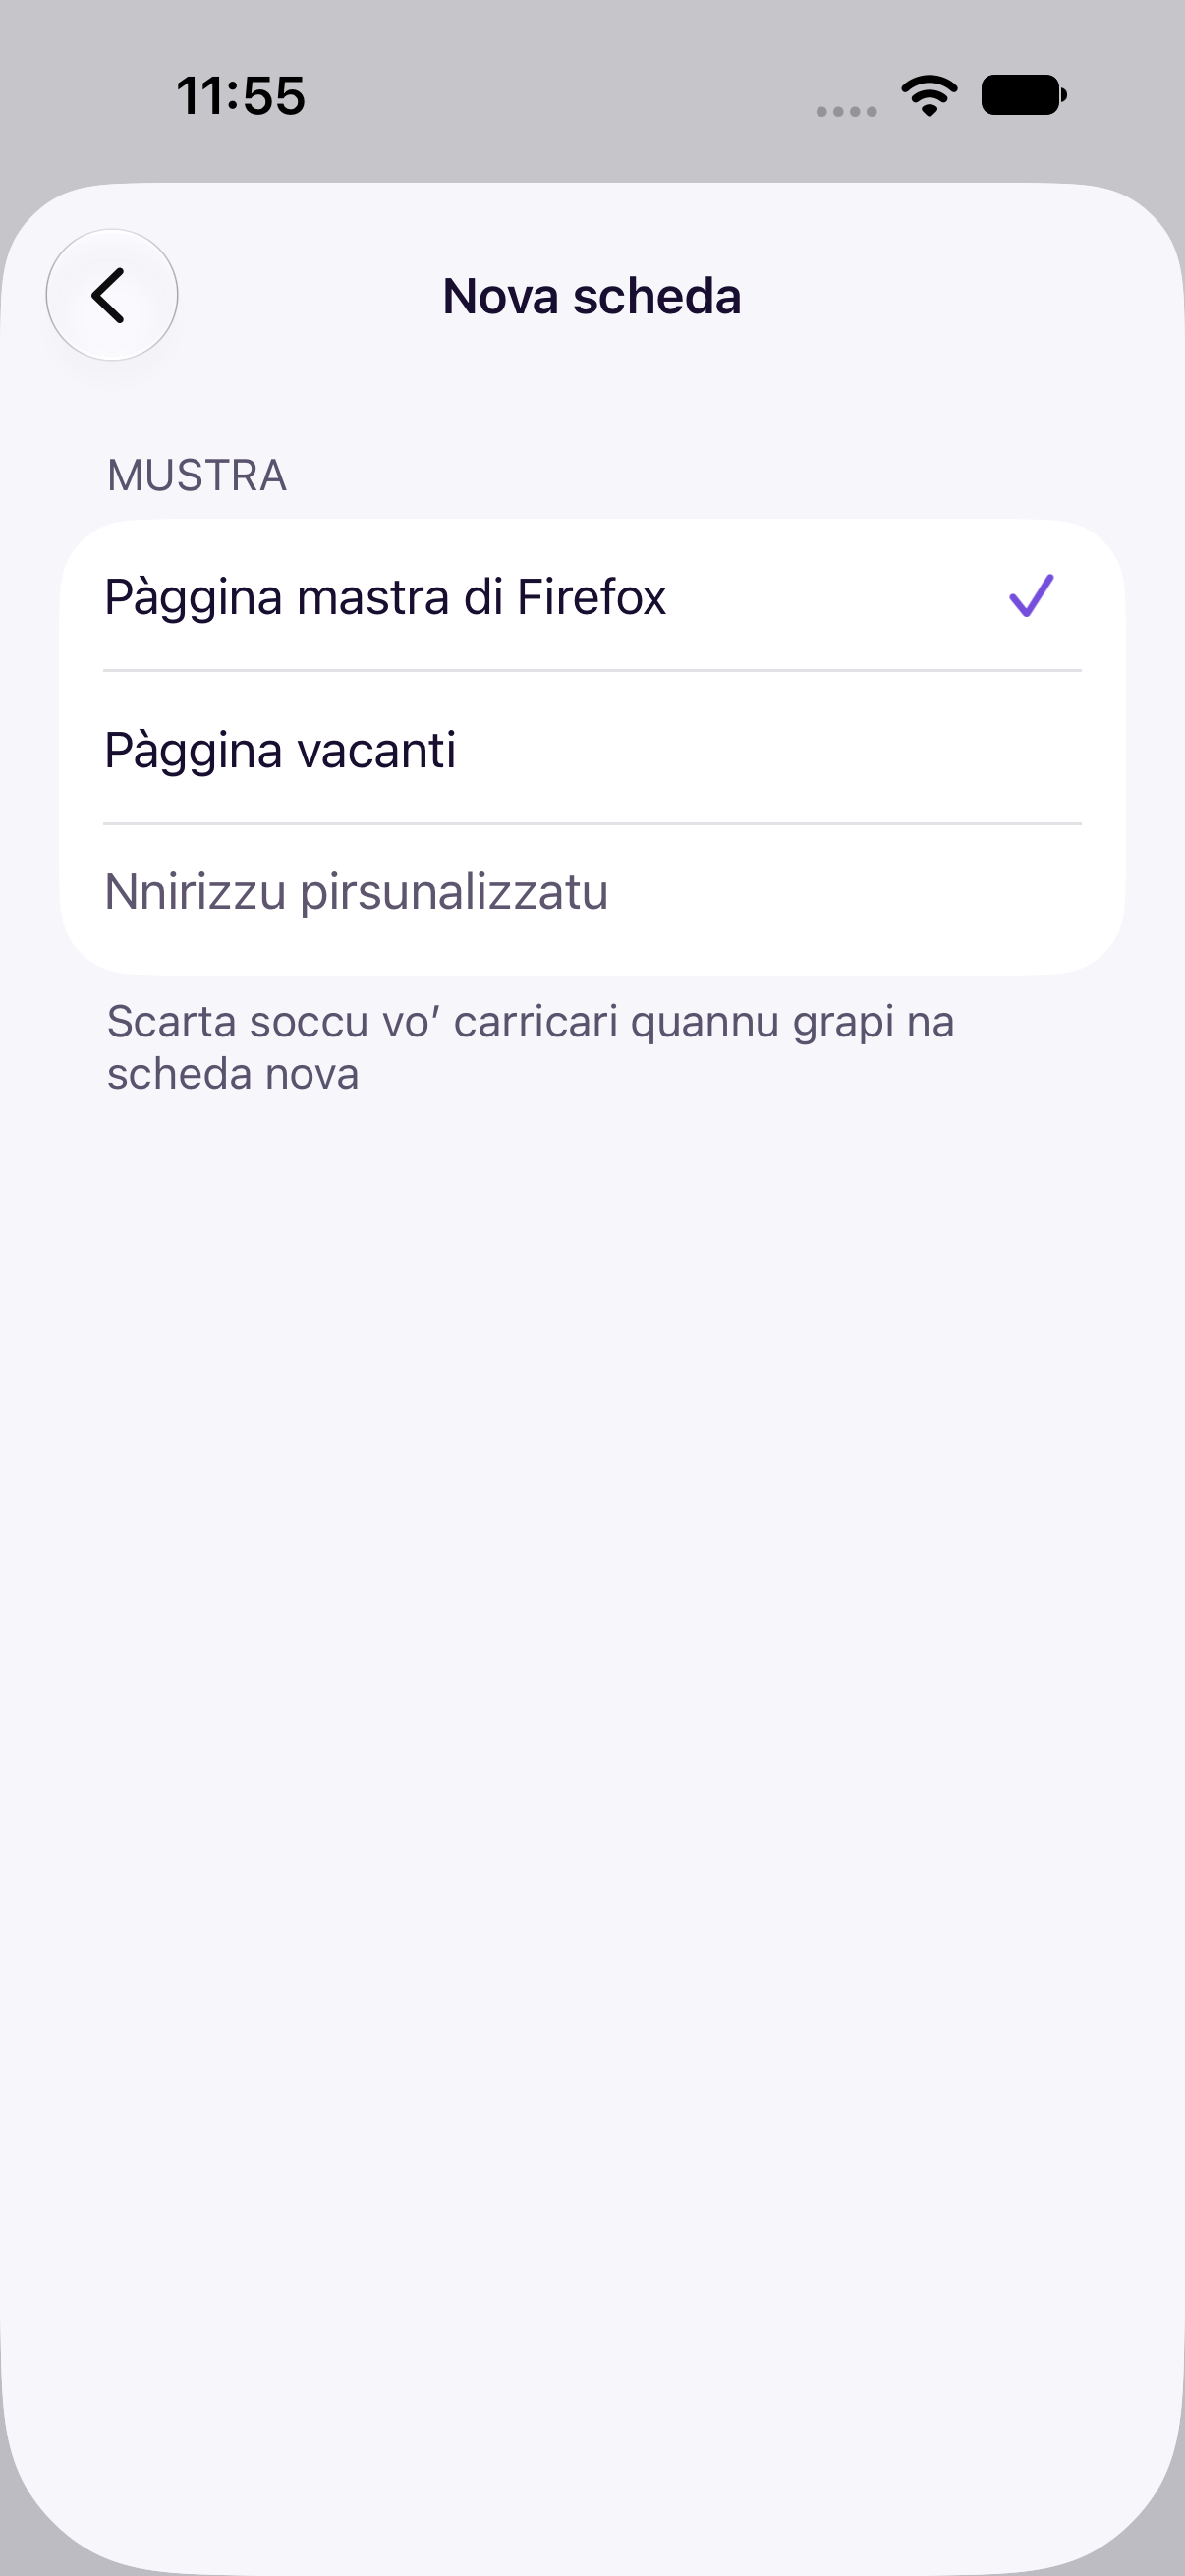 11:55
Nova scheda
MUSTRA
Pàggina mastra di Firefox
Pàggina vacanti
Nnirizzu pirsunalizzatu
Scarta soccu vo’ carricari quannu grapi na
scheda nova